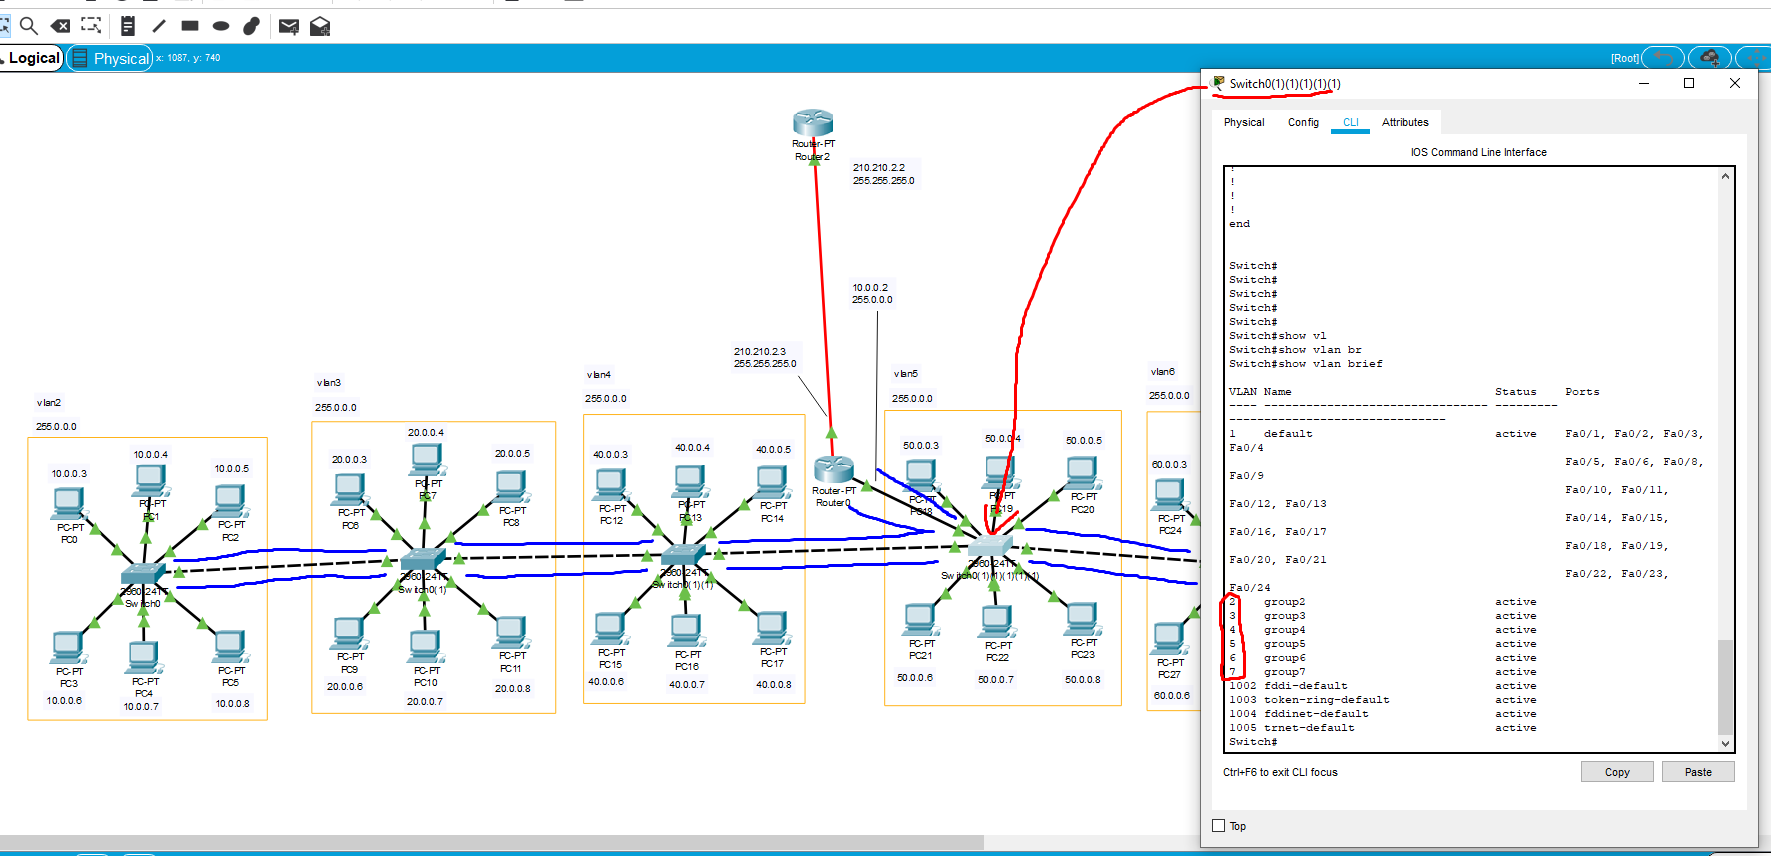 Logical
Physical
x: 1087, y: 740
[Root]
Router-PT
Router2
210.210.2.2
255.255.255.0
10.0.0.2
255.0.0.0
210.210.2.3
255.255.255.0
Router-PT
Router0
vlan2
255.0.0.0
10.0.0.3
10.0.0.4
10.0.0.5
PC-PT
PC0
PC-PT
PC1
PC-PT
PC2
2960-24TT
Switch0
PC-PT
PC3
PC-PT
PC4
PC-PT
PC5
10.0.0.6
10.0.0.7
10.0.0.8
vlan3
255.0.0.0
20.0.0.3
20.0.0.4
20.0.0.5
PC-PT
PC6
PC-PT
PC7
PC-PT
PC8
2960-24TT
Switch0(1)
PC-PT
PC9
PC-PT
PC10
PC-PT
PC11
20.0.0.6
20.0.0.7
20.0.0.8
vlan4
255.0.0.0
40.0.0.3
40.0.0.4
40.0.0.5
PC-PT
PC12
PC-PT
PC13
PC-PT
PC14
2960-24TT
Switch0(1)(1)
PC-PT
PC15
PC-PT
PC16
PC-PT
PC17
40.0.0.6
40.0.0.7
40.0.0.8
vlan5
255.0.0.0
50.0.0.3
50.0.0.4
50.0.0.5
PC-PT
PC18
PC-PT
PC19
PC-PT
PC20
2960-24TT
Switch0(1)(1)(1)(1)(1)
PC-PT
PC21
PC-PT
PC22
PC-PT
PC23
50.0.0.6
50.0.0.7
50.0.0.8
vlan6
255.0.0.0
60.0.0.3
PC-PT
PC24
PC-PT
PC27
60.0.0.6
Switch0(1)(1)(1)(1)(1)
Physical Config CLI Attributes
IOS Command Line Interface
!
!
!
!
end
Switch#
Switch#
Switch#
Switch#
Switch#
Switch#show vl
Switch#show vlan br
Switch#show vlan brief
VLAN Name Status Ports
---- -------------------------------- --------- -------------------------------
1 default active Fa0/1, Fa0/2, Fa0/3,
Fa0/4
Fa0/5, Fa0/6, Fa0/8,
Fa0/9
Fa0/10, Fa0/11,
Fa0/12, Fa0/13
Fa0/14, Fa0/15,
Fa0/16, Fa0/17
Fa0/18, Fa0/19,
Fa0/20, Fa0/21
Fa0/22, Fa0/23,
Fa0/24
2 group2 active
3 group3 active
4 group4 active
5 group5 active
6 group6 active
7 group7 active
1002 fddi-default active
1003 token-ring-default active
1004 fddinet-default active
1005 trnet-default active
Switch#
Ctrl+F6 to exit CLI focus
Copy
Paste
Top